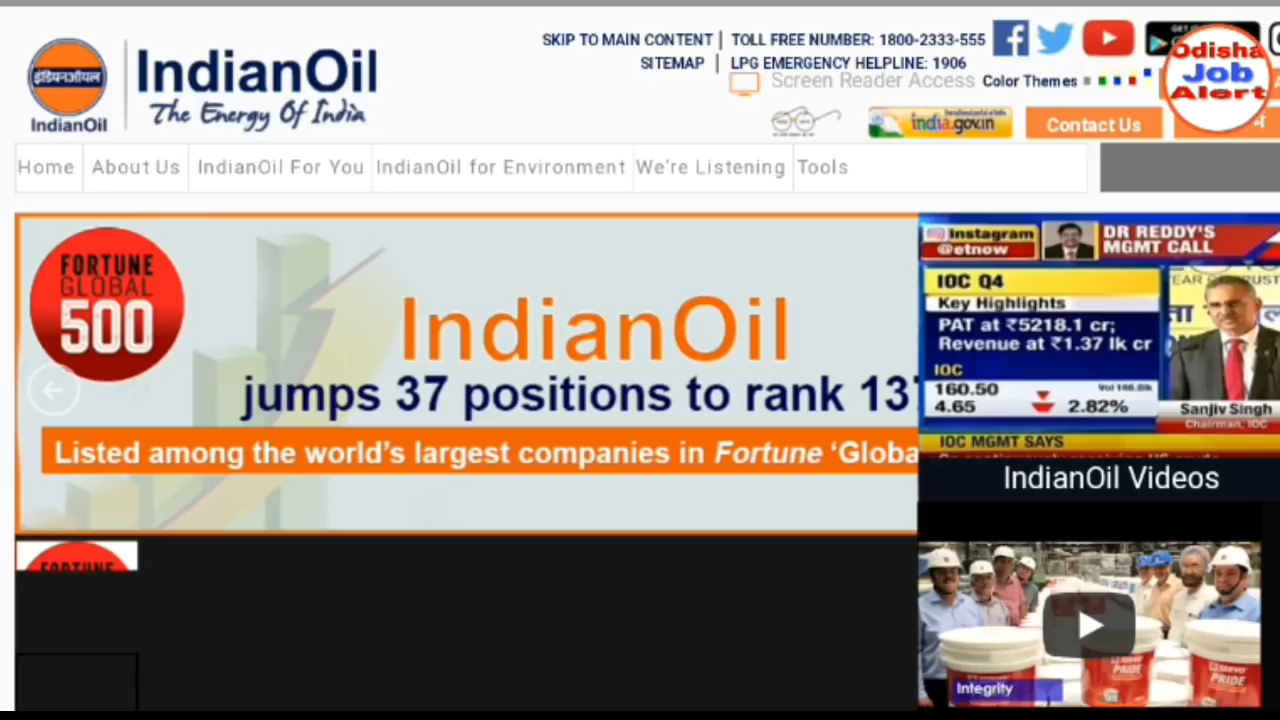 SKIP TO MAIN CONTENT | TOLL FREE NUMBER: 1800-2333-555
SITEMAP | LPG EMERGENCY HELPLINE: 1906
Screen Reader Access Color Themes
इंडियनऑयल
IndianOil
IndianOil
The Energy Of India
Odisha
Job
Alert
india.gov.in
Contact Us
Home
About Us
IndianOil For You
IndianOil for Environment
We're Listening
Tools
FORTUNE
GLOBAL
500
IndianOil
jumps 37 positions to rank 137
Listed among the world's largest companies in Fortune ‘Globa
Instagram
@etnow
DR REDDY'S
MGMT CALL
IOC Q4
Key Highlights
PAT at ₹5218.1 cr;
Revenue at ₹1.37 lk cr
IOC
160.50
4.65
2.82%
Sanjiv Singh
Chairman, IOC
IOC MGMT SAYS
IndianOil Videos
FORTUNE
PRIDE
PRIDE
Integrity